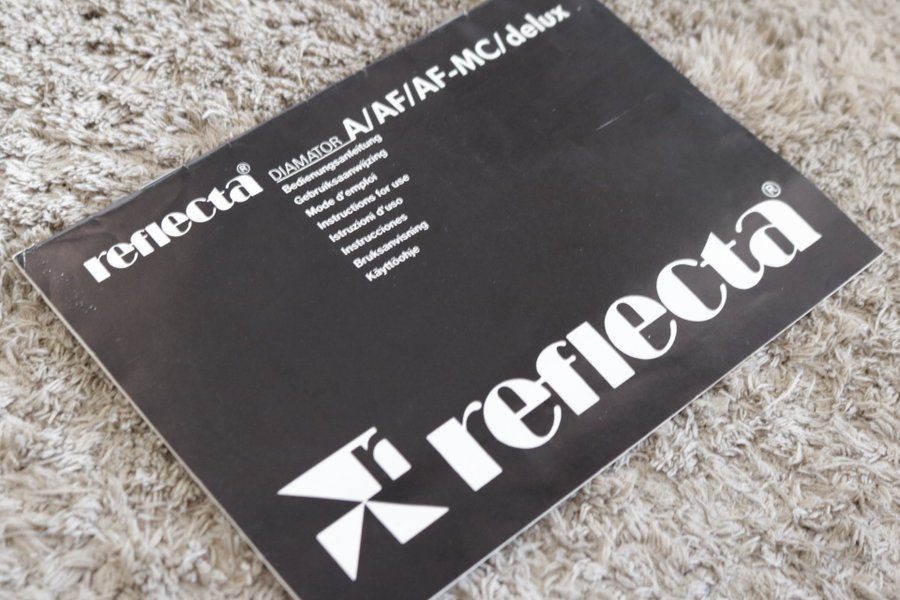 reflecta®
DIAMATOR A/AF/AF-MC/delux
Bedienungsanleitung
Gebruiksaanwijzing
Mode d'emploi
Instructions for use
Istruzioni d'uso
Instrucciones
Bruksanvisning
Käyttöohje
r
reflecta®